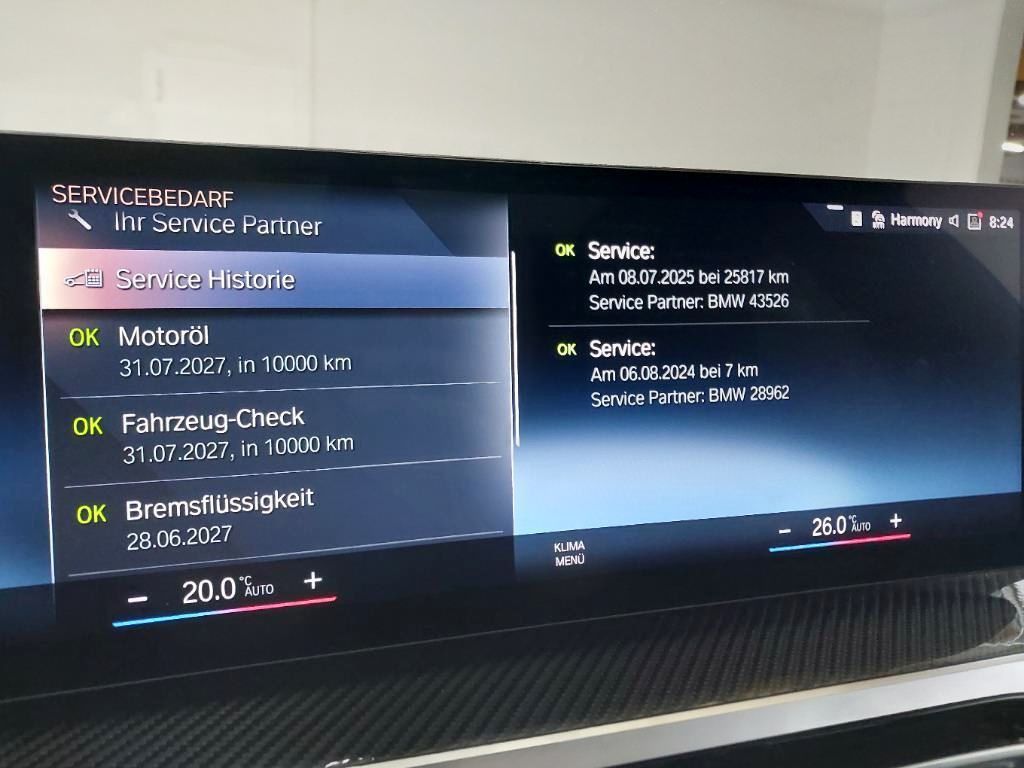 SERVICEBEDARF
Ihr Service Partner
Service Historie
OK Motoröl
31.07.2027, in 10000 km
OK Fahrzeug-Check
31.07.2027, in 10000 km
OK Bremsflüssigkeit
28.06.2027
– 20.0 °C AUTO +
Harmony 8:24
OK Service:
Am 08.07.2025 bei 25817 km
Service Partner: BMW 43526
OK Service:
Am 06.08.2024 bei 7 km
Service Partner: BMW 28962
KLIMA
MENÜ
– 26.0 °C AUTO +